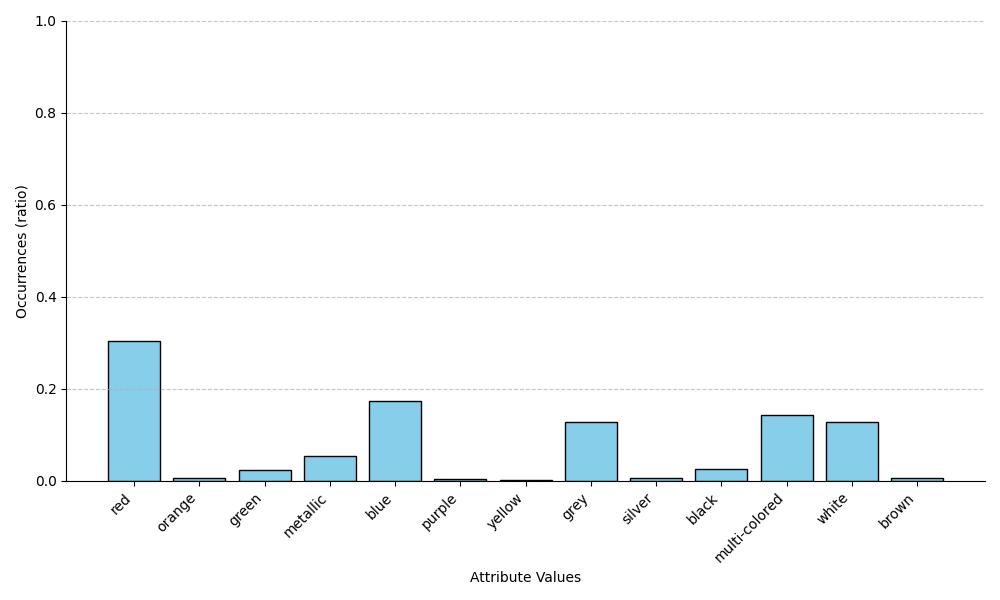 1.0
0.8
0.6
0.4
0.2
0.0
Occurrences (ratio)
red
orange
green
metallic
blue
purple
yellow
grey
silver
black
multi-colored
white
brown
Attribute Values